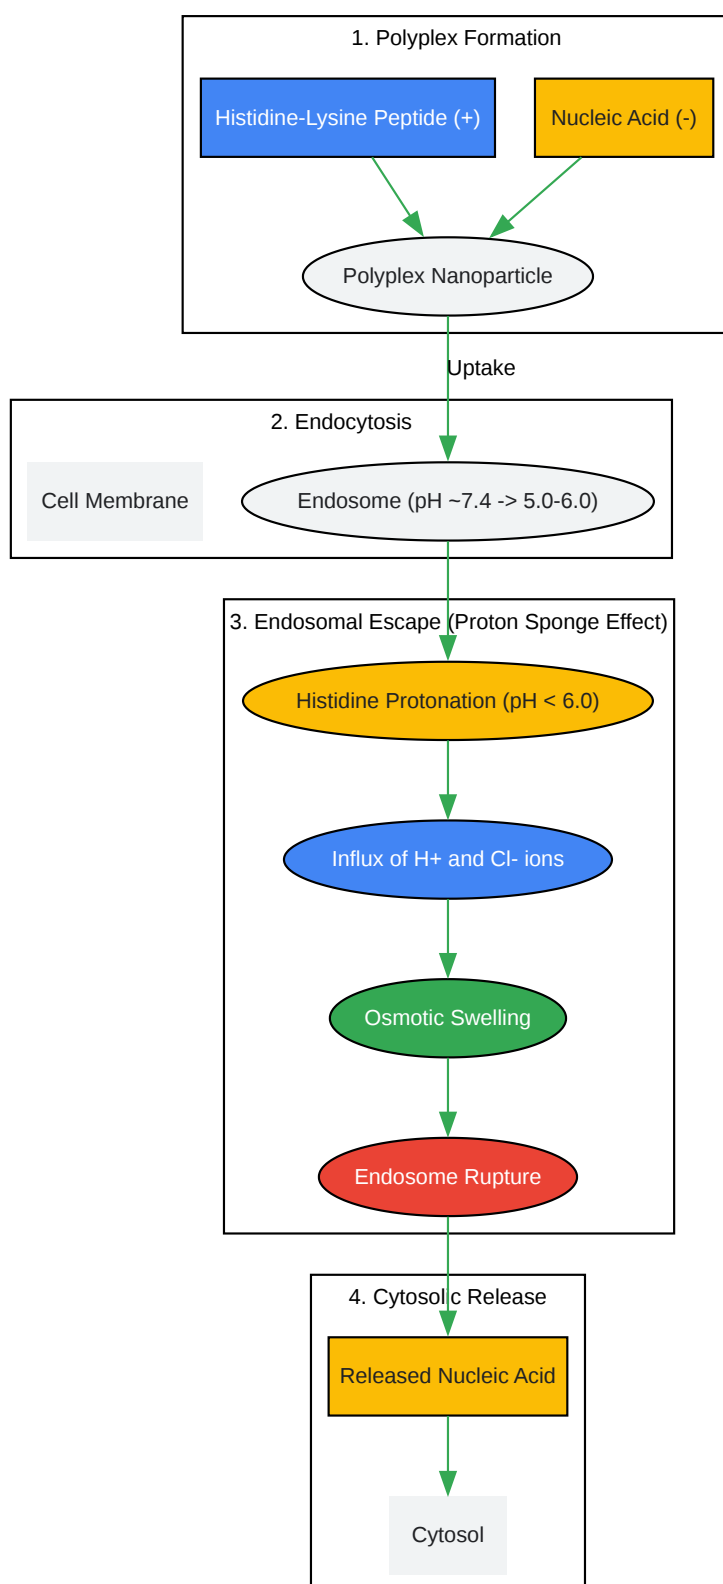 1. Polyplex Formation
Histidine-Lysine Peptide (+)
Nucleic Acid (-)
Polyplex Nanoparticle
Uptake
2. Endocytosis
Cell Membrane
Endosome (pH ~7.4 -> 5.0-6.0)
3. Endosomal Escape (Proton Sponge Effect)
Histidine Protonation (pH < 6.0)
Influx of H+ and Cl- ions
Osmotic Swelling
Endosome Rupture
4. Cytosolic Release
Released Nucleic Acid
Cytosol